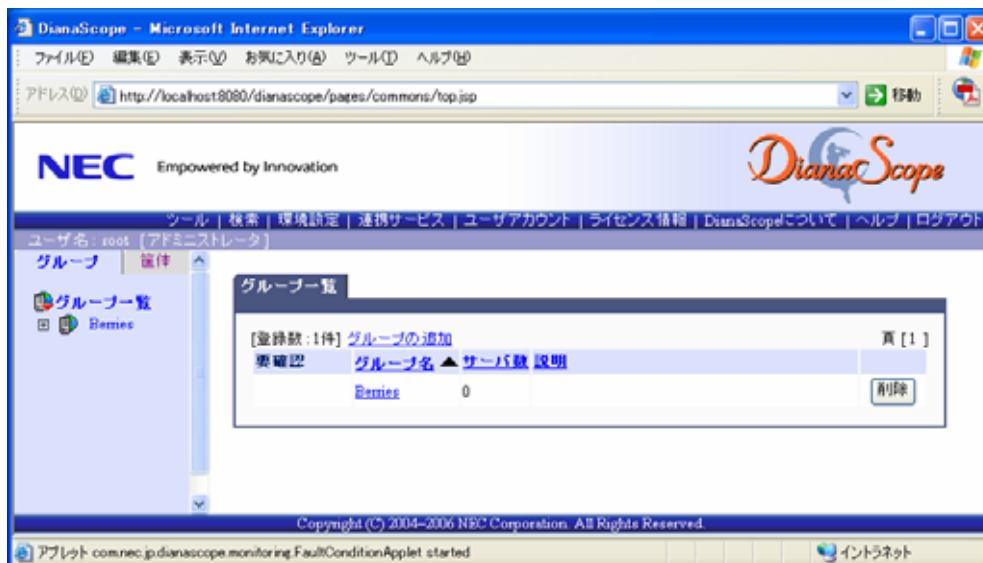 DianaScope - Microsoft Internet Explorer
ファイル(F) 編集(E) 表示(V) お気に入り(A) ツール(T) ヘルプ(H)
アドレス(D) http://localhost:8080/dianascope/pages/commons/top.jsp 移動
NEC Empowered by Innovation DianaScope
ツール | 検索 | 環境設定 | 連携サービス | ユーザアカウント | ライセンス情報 | DianaScopeについて | ヘルプ | ログアウト
ユーザ名 : root [アドミニストレータ]
グループ 筐体
グループ一覧
Berries
グループ一覧
[登録数 : 1件] グループの追加 頁 [1 ]
要確認 グループ名 ▲ サーバ数 説明
Berries 0 削除
Copyright (C) 2004-2006 NEC Corporation. All Rights Reserved.
アプレット com.nec.jp.dianascope.monitoring.FaultConditionApplet started イントラネット